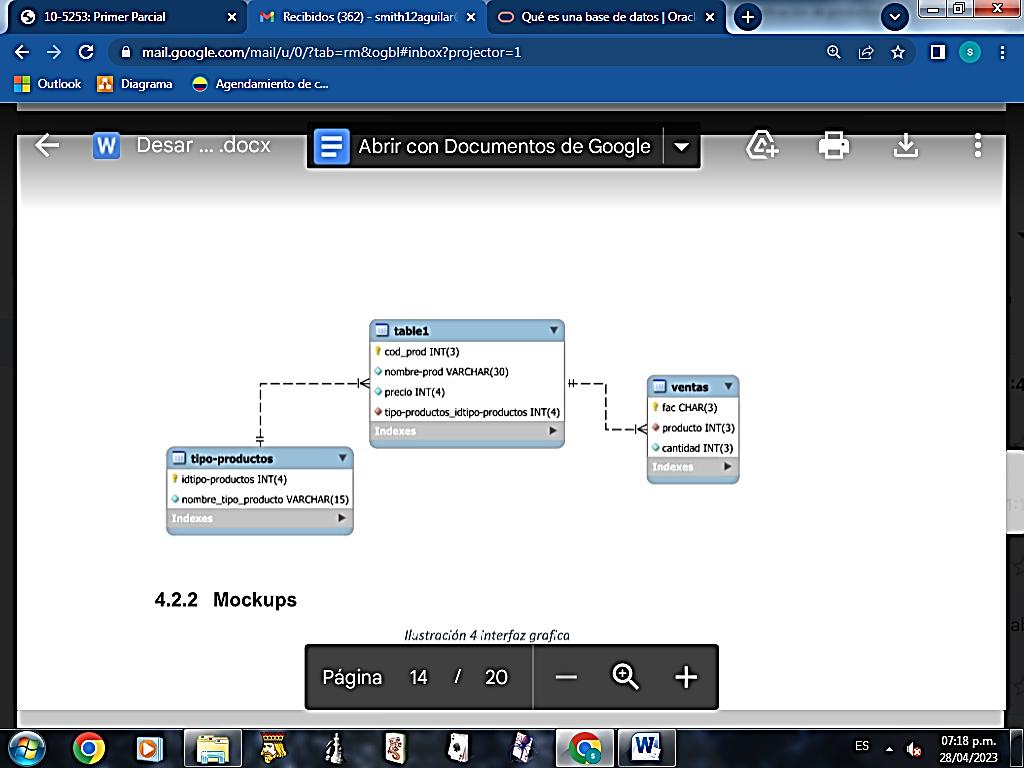 10-5253: Primer Parcial
Recibidos (362) - smith12aguilar
Qué es una base de datos | Orac
mail.google.com/mail/u/0/?tab=rm&ogbl#inbox?projector=1
S
Outlook
Diagrama
Agendamiento de c...
W
Desar ... .docx
Abrir con Documentos de Google
table1
cod_prod INT(3)
nombre-prod VARCHAR(30)
precio INT(4)
tipo-productos_idtipo-productos INT(4)
Indexes
ventas
fac CHAR(3)
producto INT(3)
cantidad INT(3)
Indexes
tipo-productos
idtipo-productos INT(4)
nombre_tipo_producto VARCHAR(15)
Indexes
4.2.2 Mockups
Ilustración 4 interfaz grafica
Página 14 / 20
ES
07:18 p.m.
28/04/2023